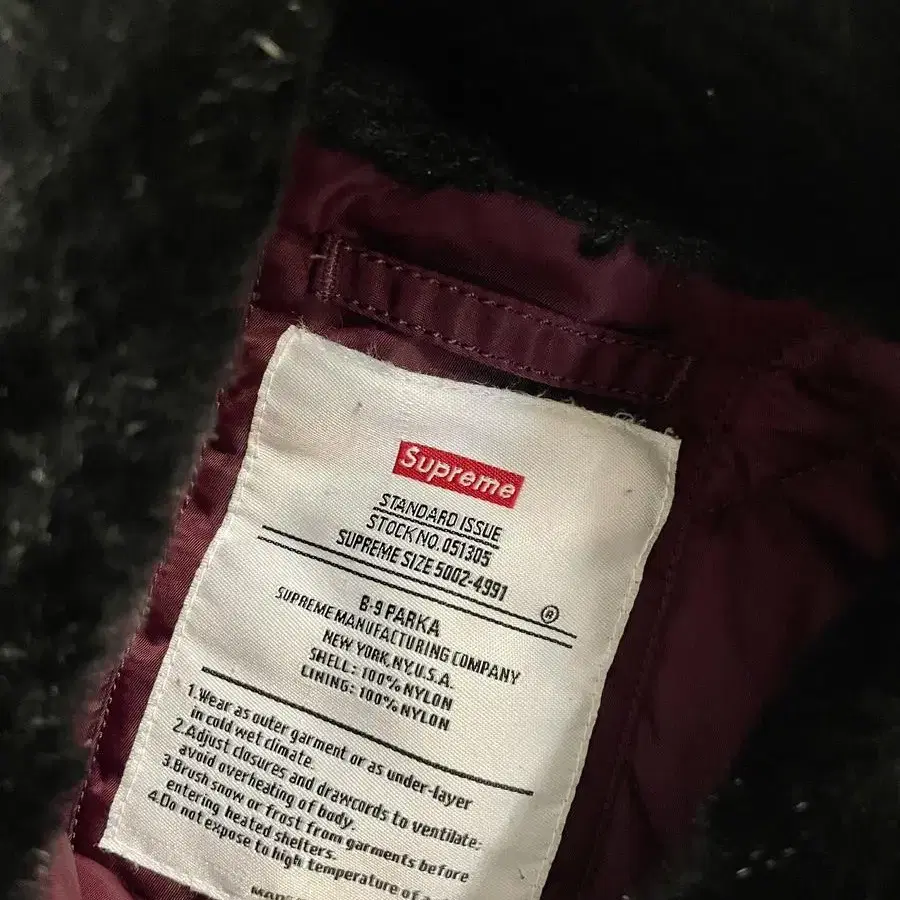 Supreme
STANDARD ISSUE
STOCK NO. 051305
SUPREME SIZE 5002-4991
®
B-9 PARKA
SUPREME MANUFACTURING COMPANY
NEW YORK, NY, U.S.A.
SHELL: 100% NYLON
LINING: 100% NYLON
1. Wear as outer garment or as under-layer
in cold wet climate.
2. Adjust closures and drawcords to ventilate;
avoid overheating of body.
3. Brush snow or frost from garments before
entering heated shelters.
4. Do not expose to high temperature of a